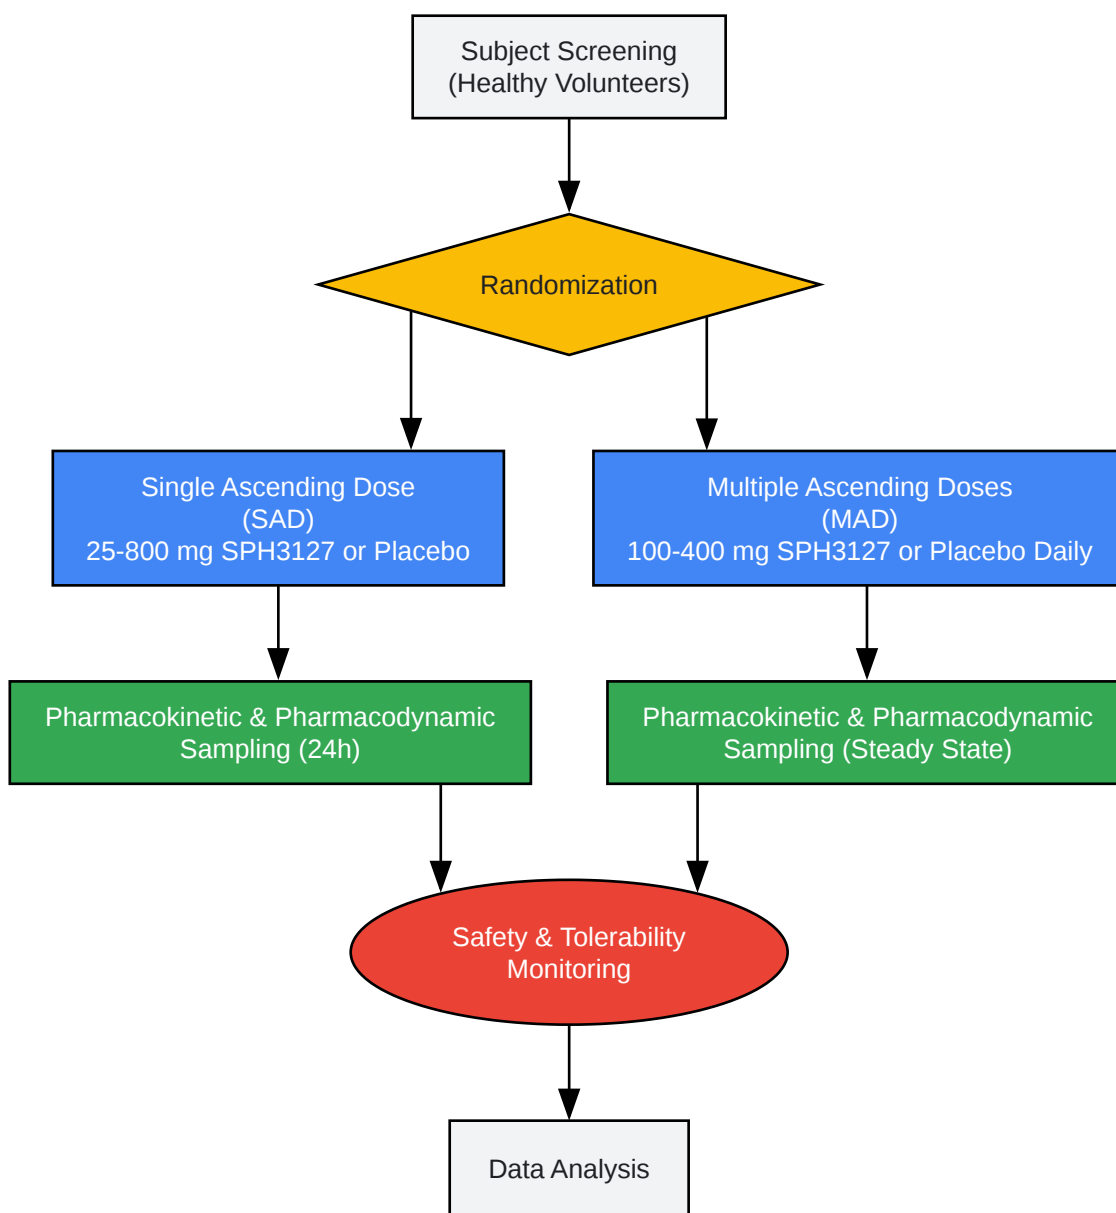 Subject Screening
(Healthy Volunteers)
Randomization
Single Ascending Dose
(SAD)
25-800 mg SPH3127 or Placebo
Multiple Ascending Doses
(MAD)
100-400 mg SPH3127 or Placebo Daily
Pharmacokinetic & Pharmacodynamic
Sampling (24h)
Pharmacokinetic & Pharmacodynamic
Sampling (Steady State)
Safety & Tolerability
Monitoring
Data Analysis